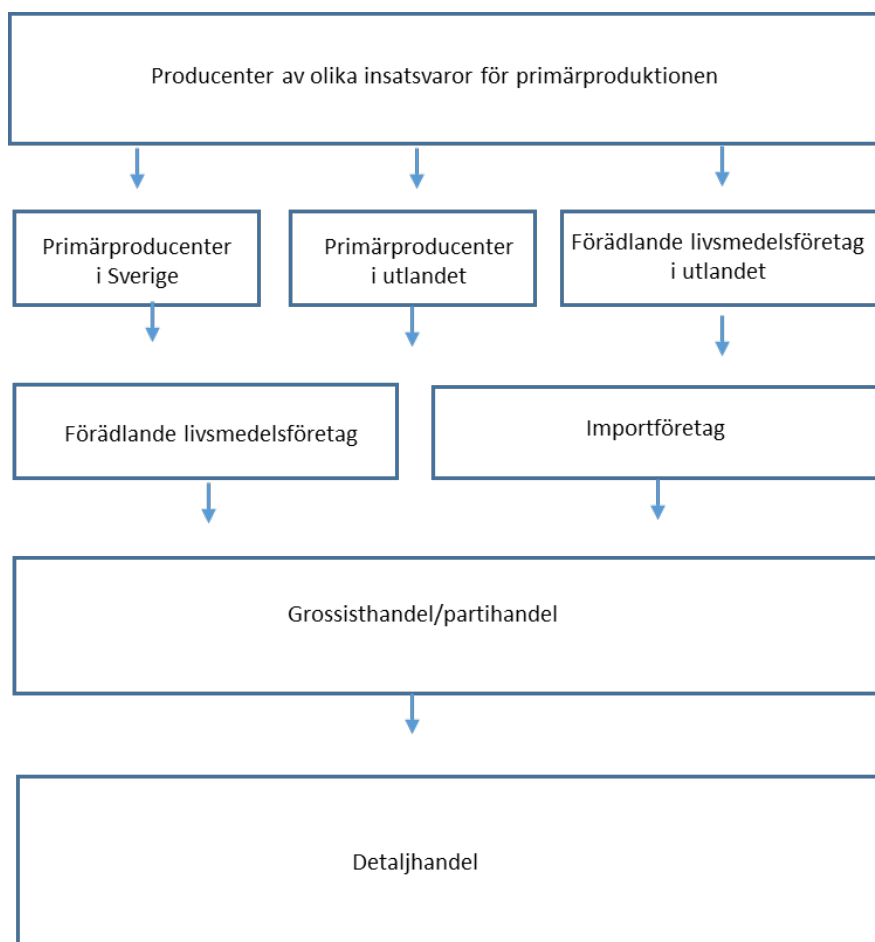 Producenter av olika insatsvaror för primärproduktionen
Primärproducenter
i Sverige
Primärproducenter
i utlandet
Förädlande livsmedelsföretag
i utlandet
Förädlande livsmedelsföretag
Importföretag
Grossisthandel/partihandel
Detaljhandel